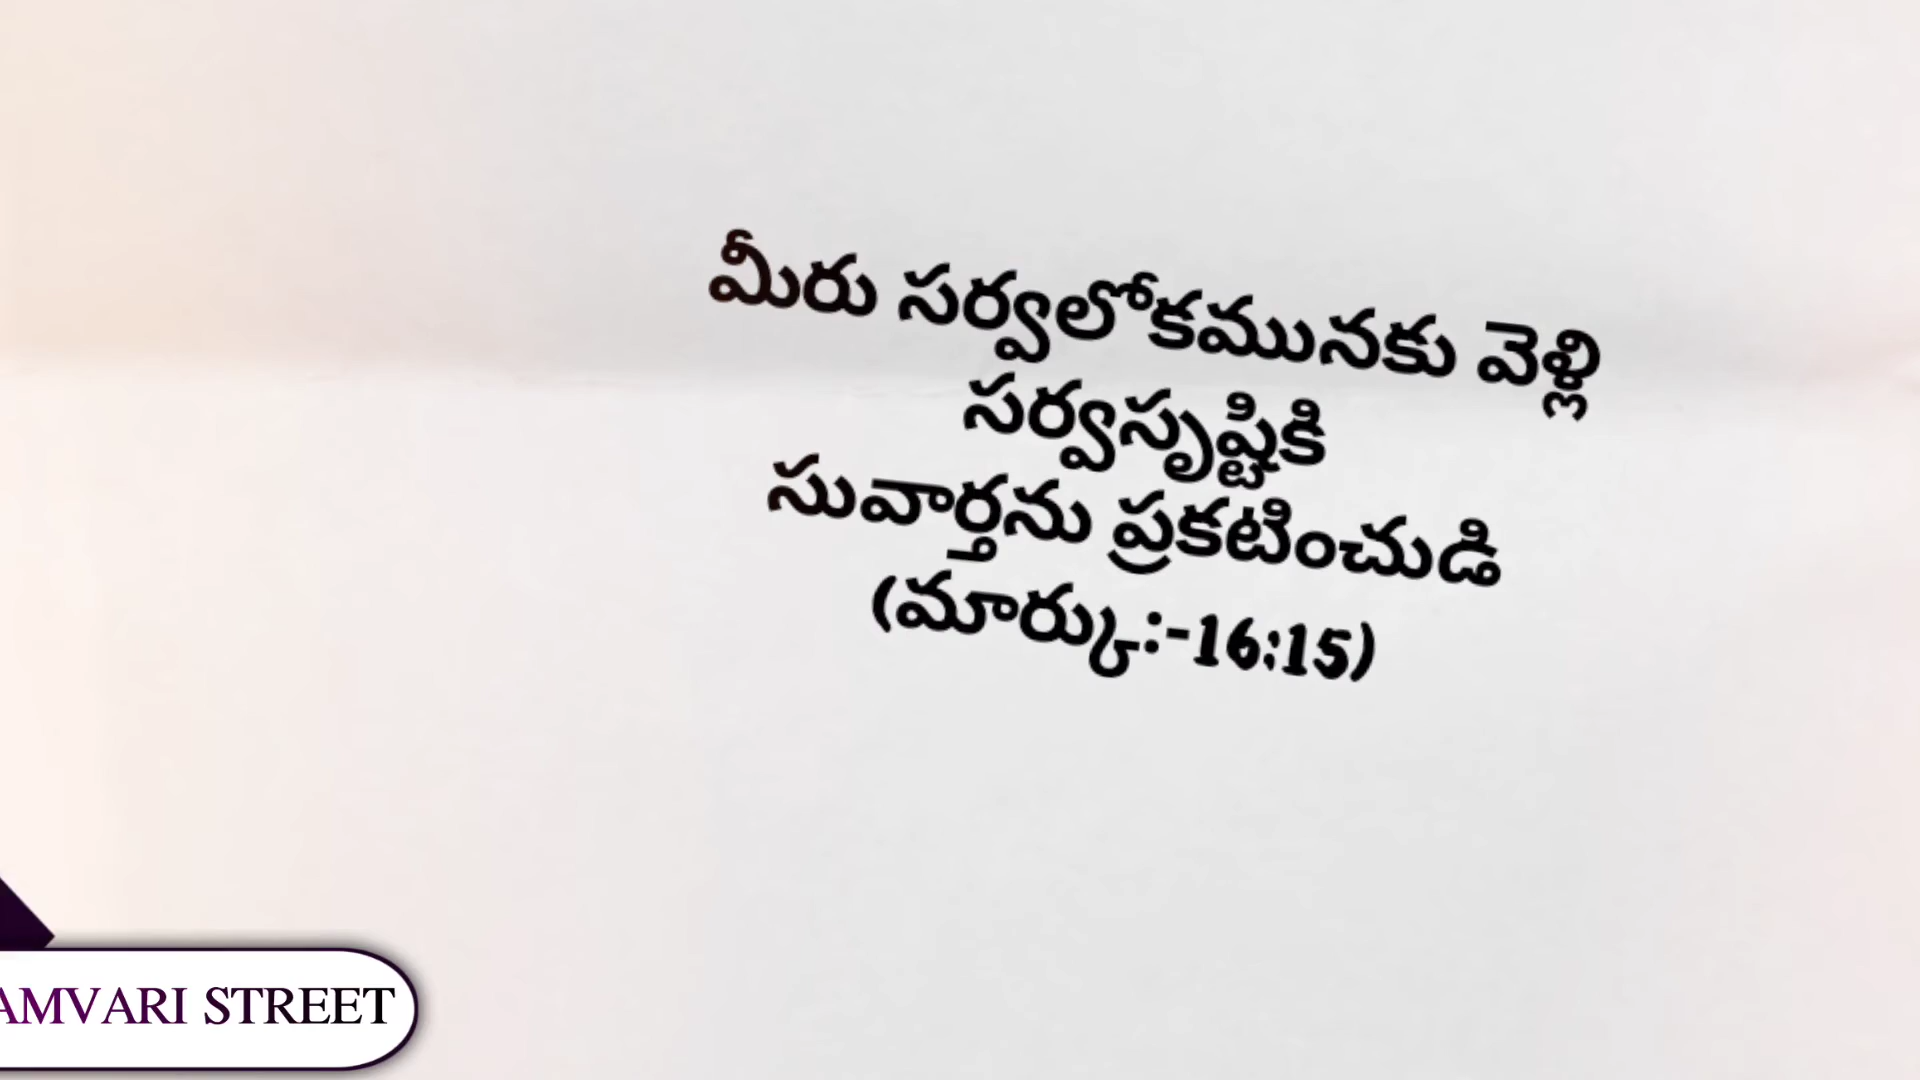 మీరు సర్వలోకమునకు వెళ్లి
సర్వసృష్టికి
సువార్తను ప్రకటించుడి
(మార్కు:-16:15)
AMVARI STREET